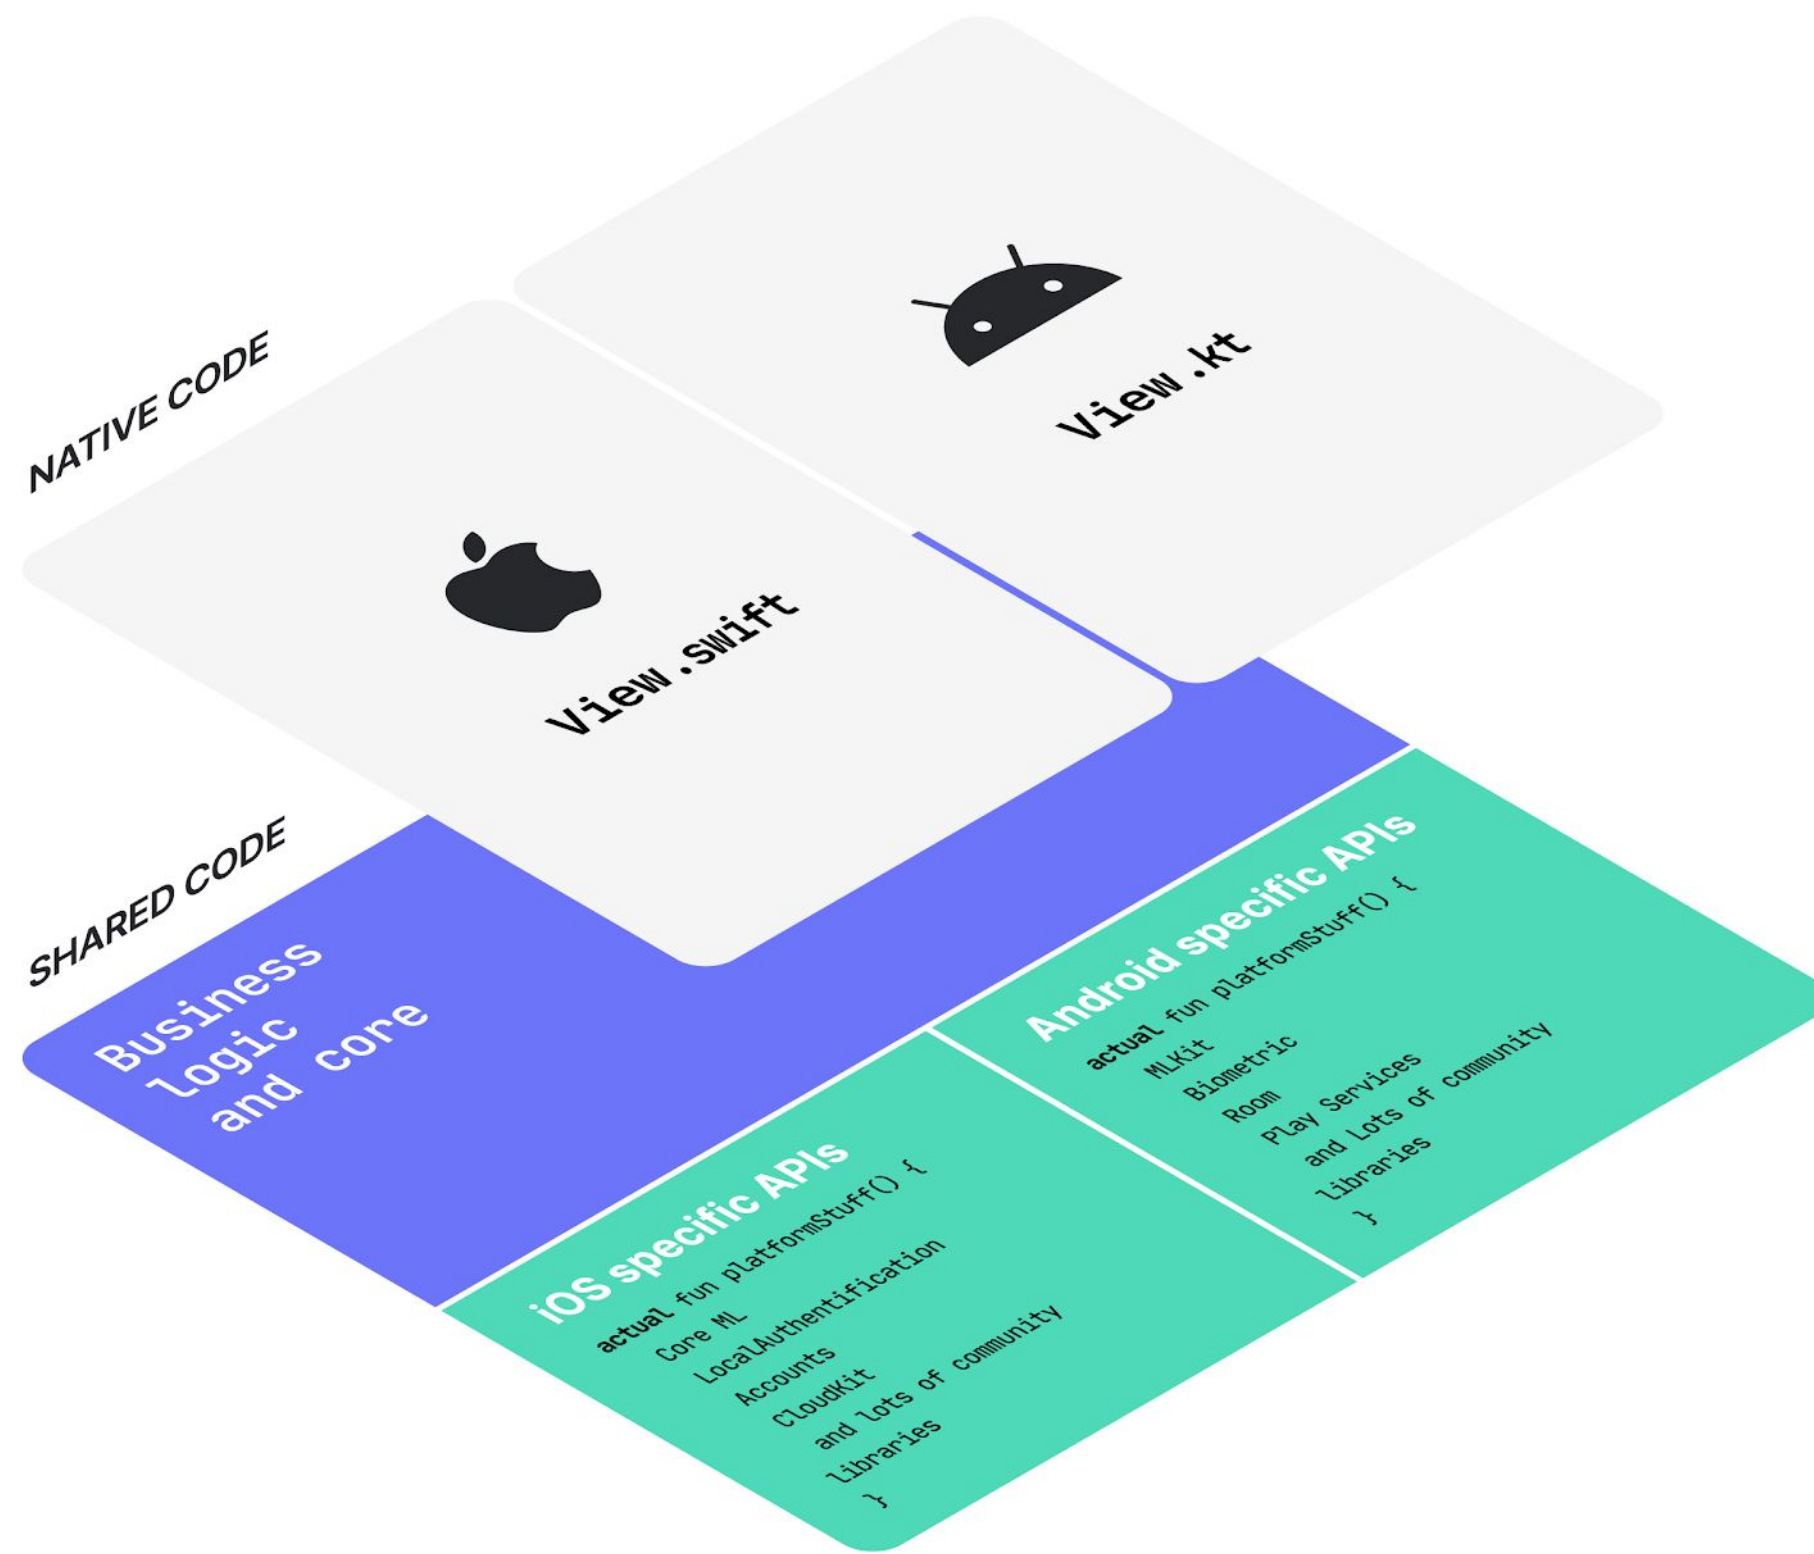 NATIVE CODE
View.kt
View.swift
SHARED CODE
Business
logic
and core
Android specific APIs
actual fun platformStuff() {
MLKit
Biometric
Room
Play Services
and Lots of community
libraries
}
iOS specific APIs
actual fun platformStuff() {
Core ML
LocalAuthentification
Accounts
CloudKit
and lots of community
libraries
}